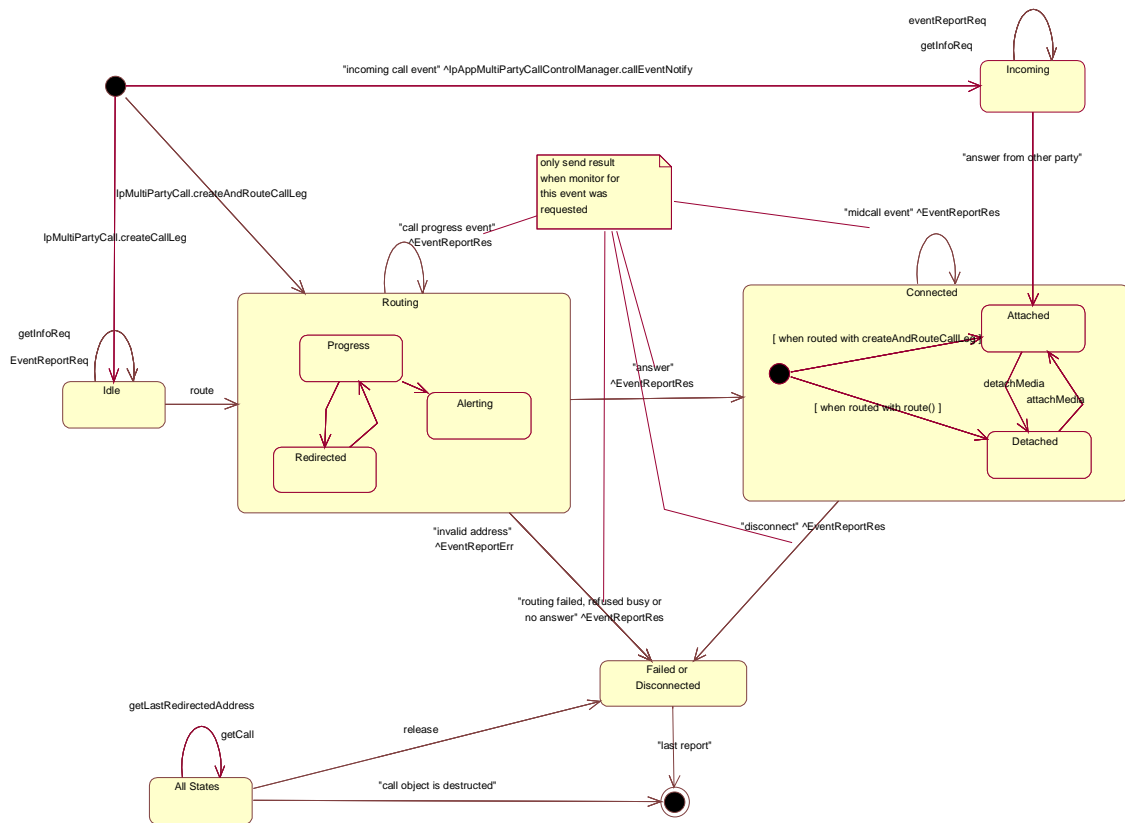 eventReportReq
getInfoReq
"incoming call event" ^IpAppMultiPartyCallControlManager.callEventNotify
Incoming
"answer from other party"
only send result
when monitor for
this event was
requested
IpMultiPartyCall.createAndRouteCallLeg
"call progress event"
^EventReportRes
"midcall event" ^EventReportRes
IpMultiPartyCall.createCallLeg
Routing
Connected
Attached
getInfoReq
EventReportReq
Progress
[ when routed with createAndRouteCallLeg ]
"answer"
^EventReportRes
Idle
route
Alerting
detachMedia
attachMedia
[ when routed with route() ]
Redirected
Detached
"invalid address"
^EventReportErr
"disconnect" ^EventReportRes
"routing failed, refused busy or
no answer" ^EventReportRes
Failed or
Disconnected
getLastRedirectedAddress
getCall
release
"last report"
All States
"call object is destructed"